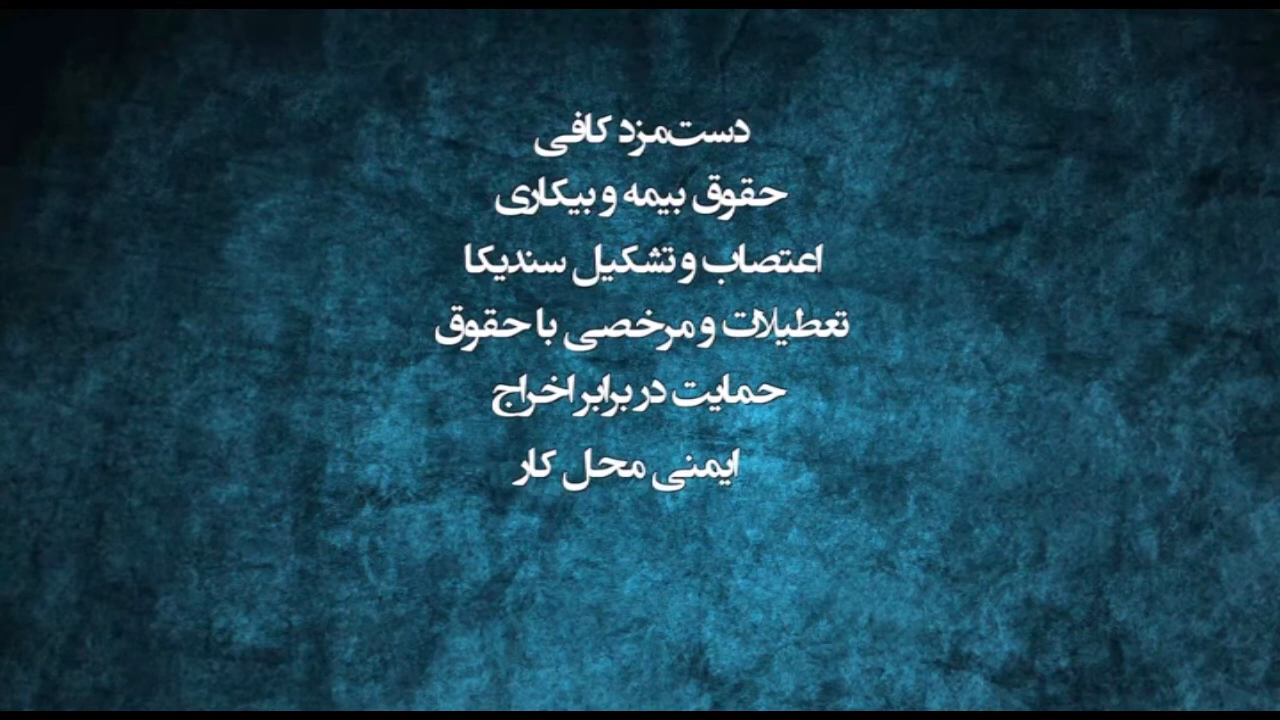 دست‌مزد کافی
حقوق بیمه و بیکاری
اعتصاب و تشکیل سندیکا
تعطیلات و مرخصی با حقوق
حمایت در برابر اخراج
ایمنی محل کار